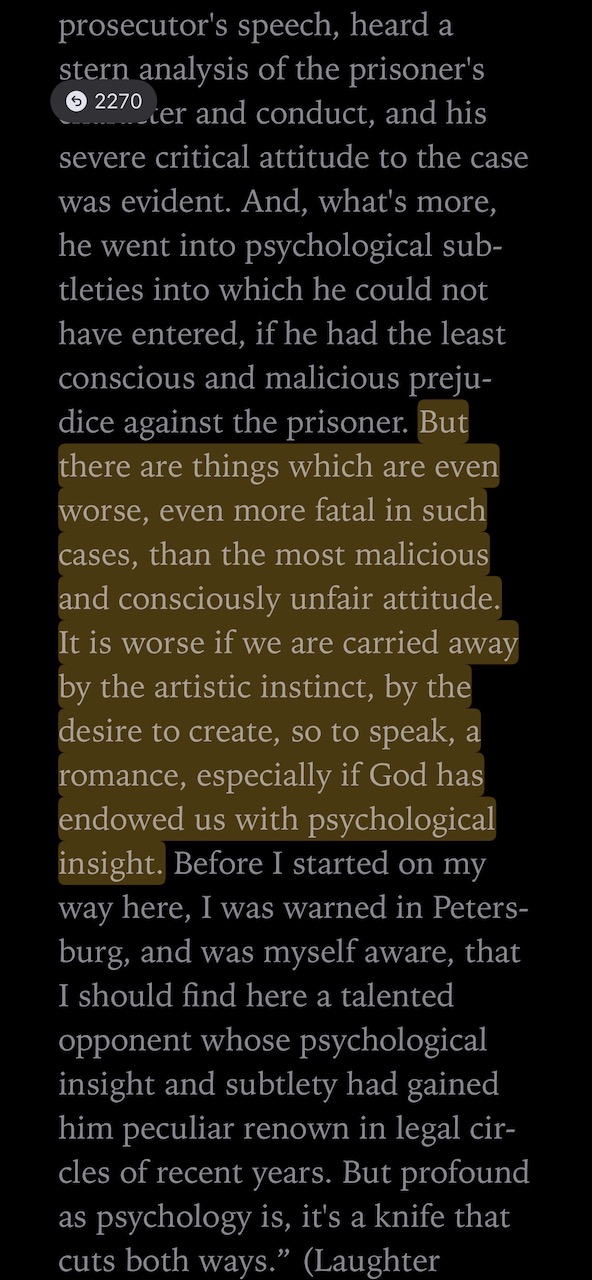 prosecutor's speech, heard a
stern analysis of the prisoner's
2270
character and conduct, and his
severe critical attitude to the case
was evident. And, what's more,
he went into psychological sub-
tleties into which he could not
have entered, if he had the least
conscious and malicious preju-
dice against the prisoner. But
there are things which are even
worse, even more fatal in such
cases, than the most malicious
and consciously unfair attitude.
It is worse if we are carried away
by the artistic instinct, by the
desire to create, so to speak, a
romance, especially if God has
endowed us with psychological
insight. Before I started on my
way here, I was warned in Peters-
burg, and was myself aware, that
I should find here a talented
opponent whose psychological
insight and subtlety had gained
him peculiar renown in legal cir-
cles of recent years. But profound
as psychology is, it's a knife that
cuts both ways.” (Laughter